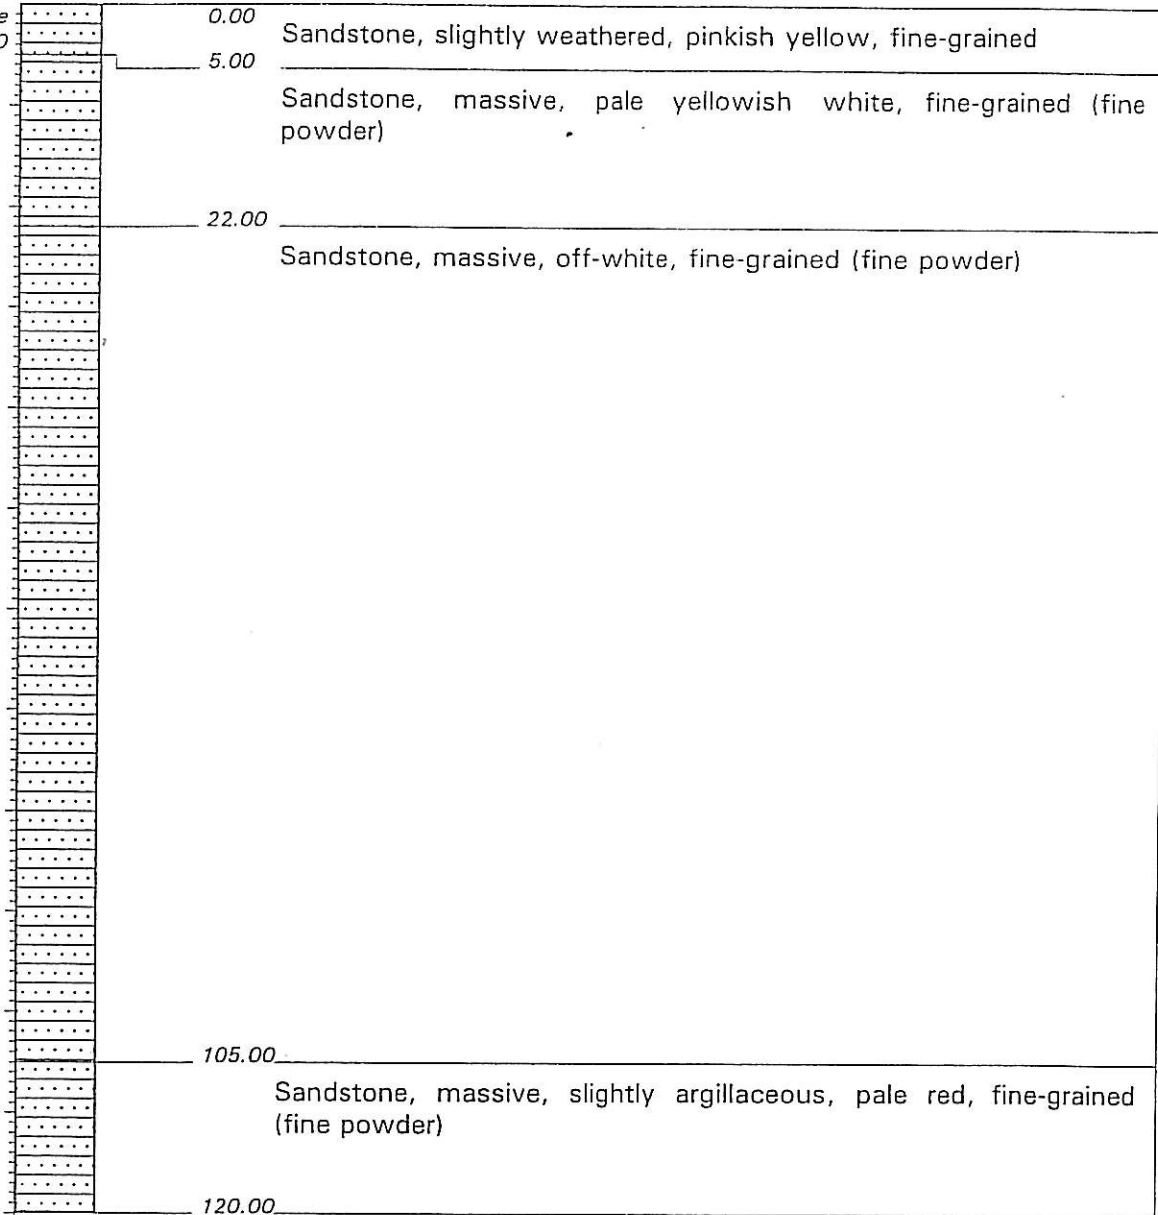 0.00
Sandstone, slightly weathered, pinkish yellow, fine-grained
5.00
Sandstone, massive, pale yellowish white, fine-grained (fine
powder)
22.00
Sandstone, massive, off-white, fine-grained (fine powder)
105.00
Sandstone, massive, slightly argillaceous, pale red, fine-grained
(fine powder)
120.00